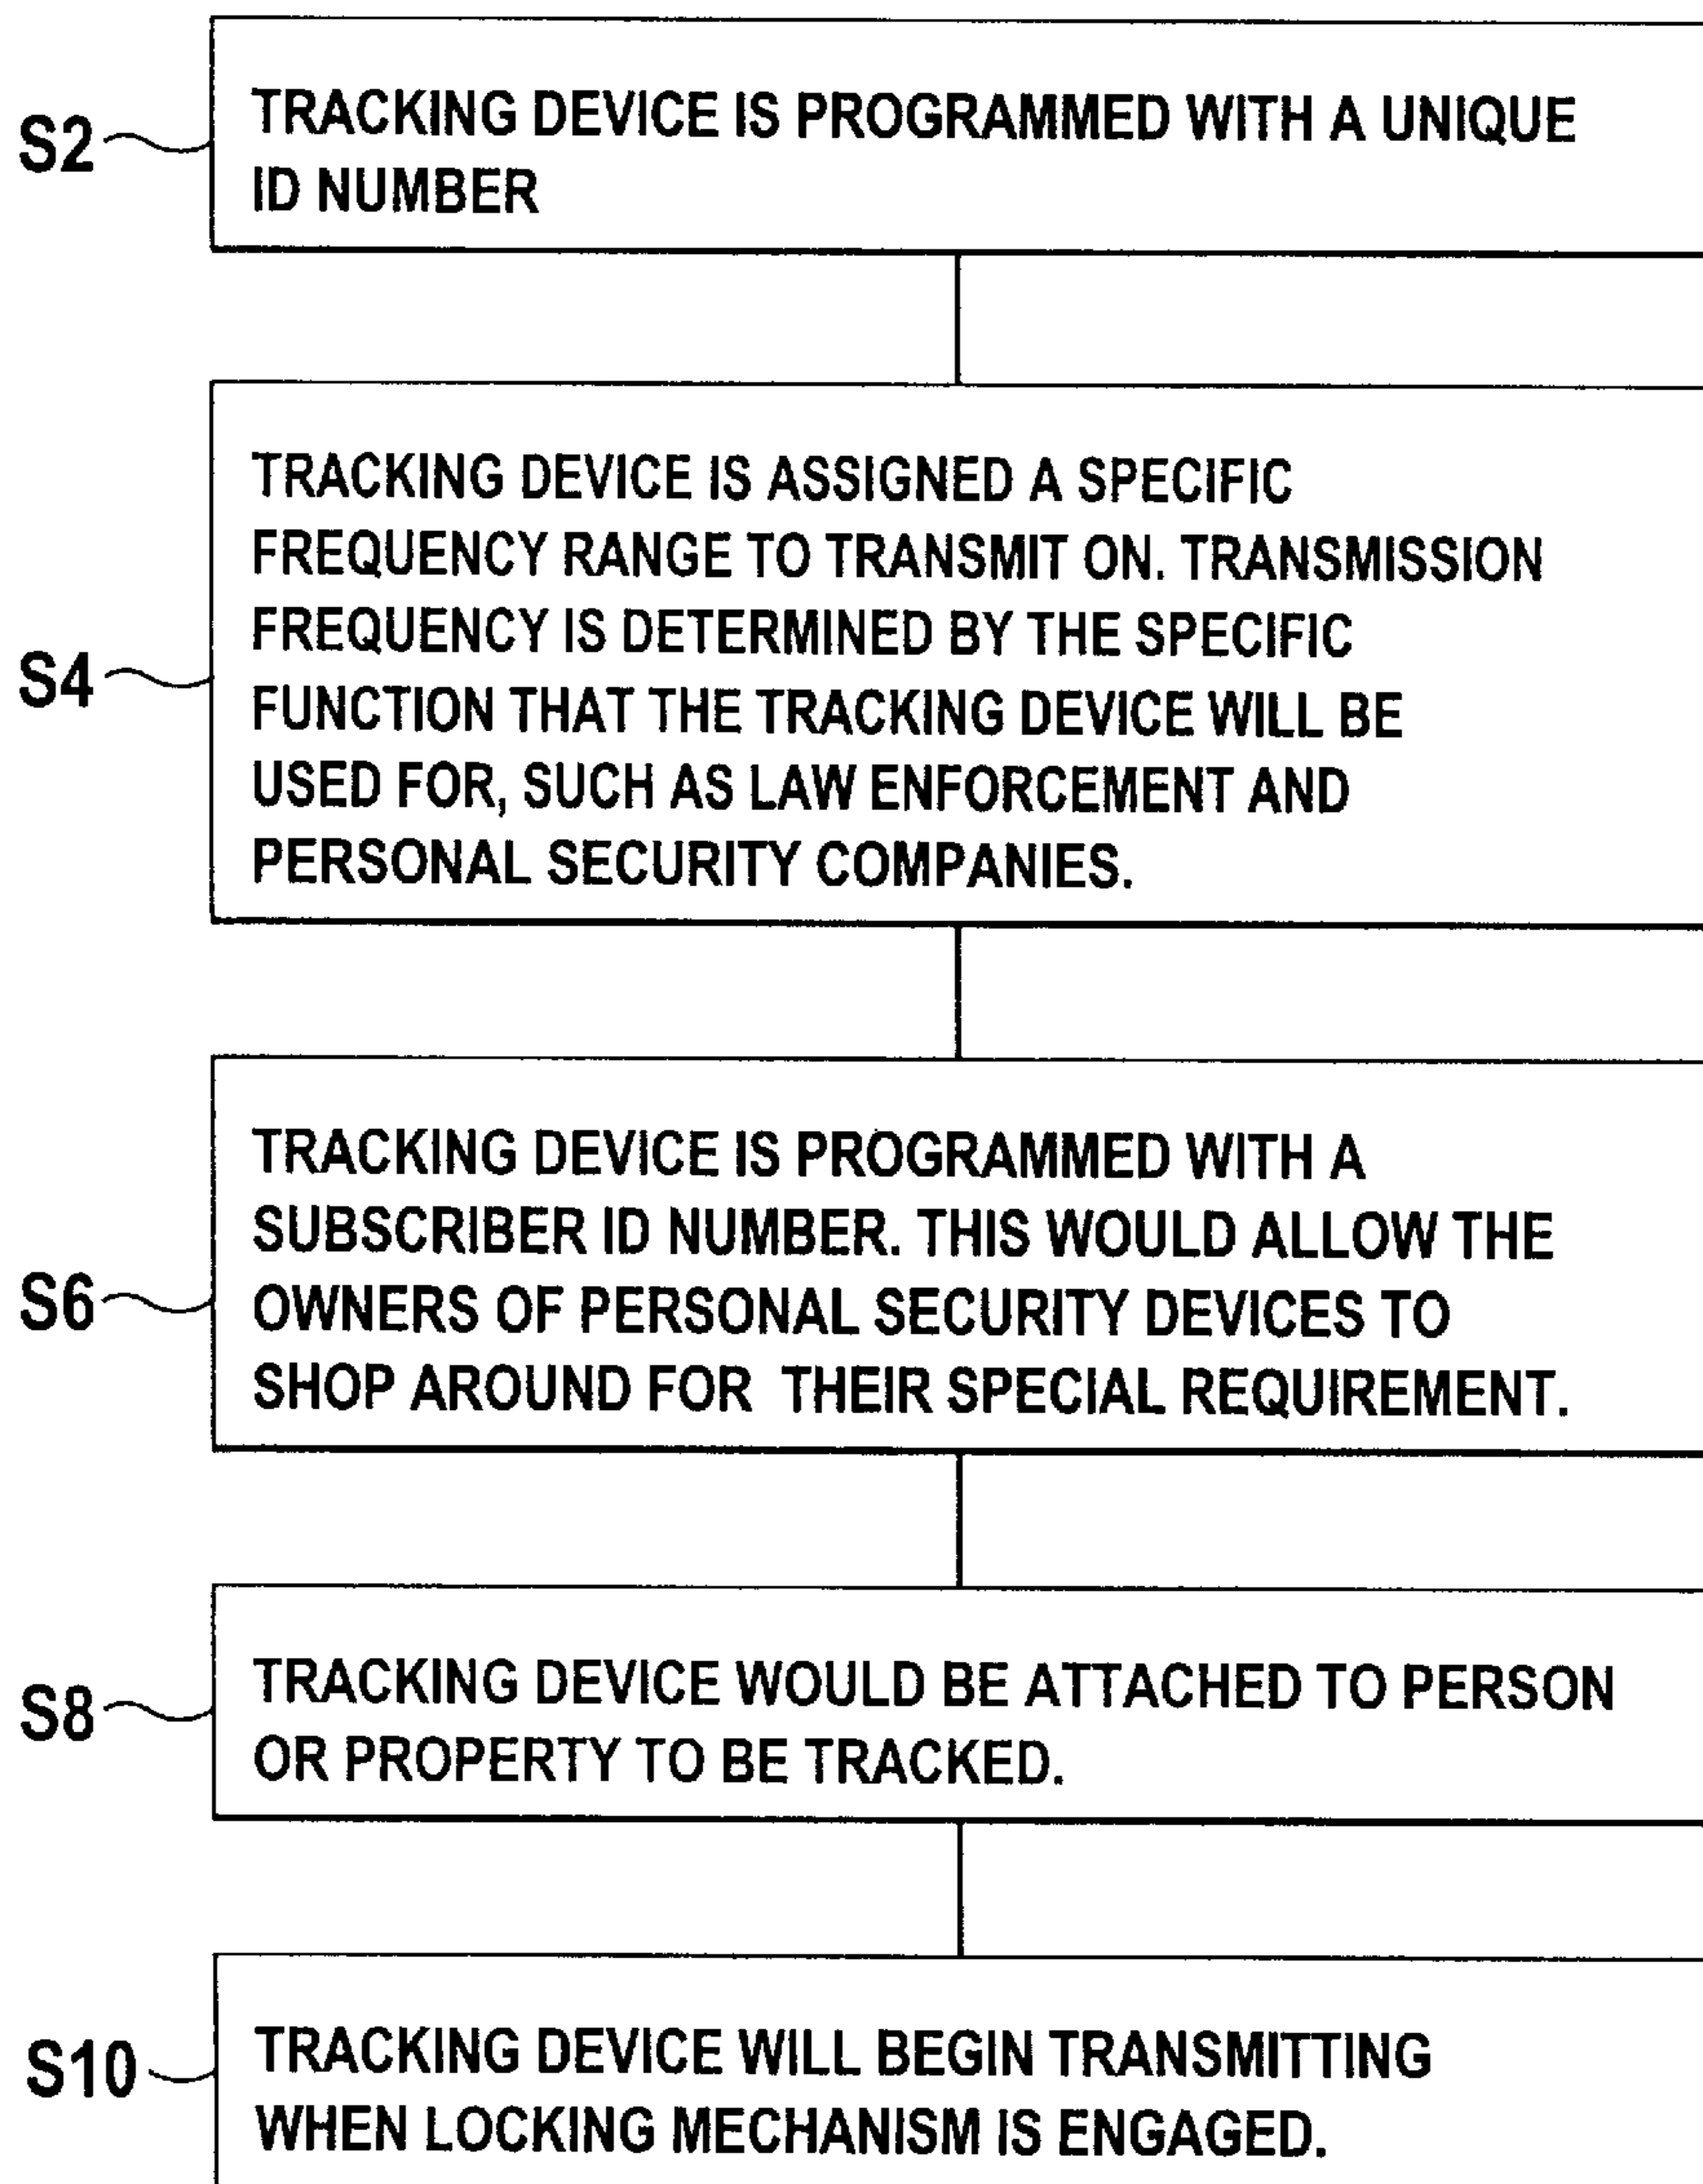 S2
TRACKING DEVICE IS PROGRAMMED WITH A UNIQUE
ID NUMBER
S4
TRACKING DEVICE IS ASSIGNED A SPECIFIC
FREQUENCY RANGE TO TRANSMIT ON. TRANSMISSION
FREQUENCY IS DETERMINED BY THE SPECIFIC
FUNCTION THAT THE TRACKING DEVICE WILL BE
USED FOR, SUCH AS LAW ENFORCEMENT AND
PERSONAL SECURITY COMPANIES.
S6
TRACKING DEVICE IS PROGRAMMED WITH A
SUBSCRIBER ID NUMBER. THIS WOULD ALLOW THE
OWNERS OF PERSONAL SECURITY DEVICES TO
SHOP AROUND FOR THEIR SPECIAL REQUIREMENT.
S8
TRACKING DEVICE WOULD BE ATTACHED TO PERSON
OR PROPERTY TO BE TRACKED.
S10
TRACKING DEVICE WILL BEGIN TRANSMITTING
WHEN LOCKING MECHANISM IS ENGAGED.